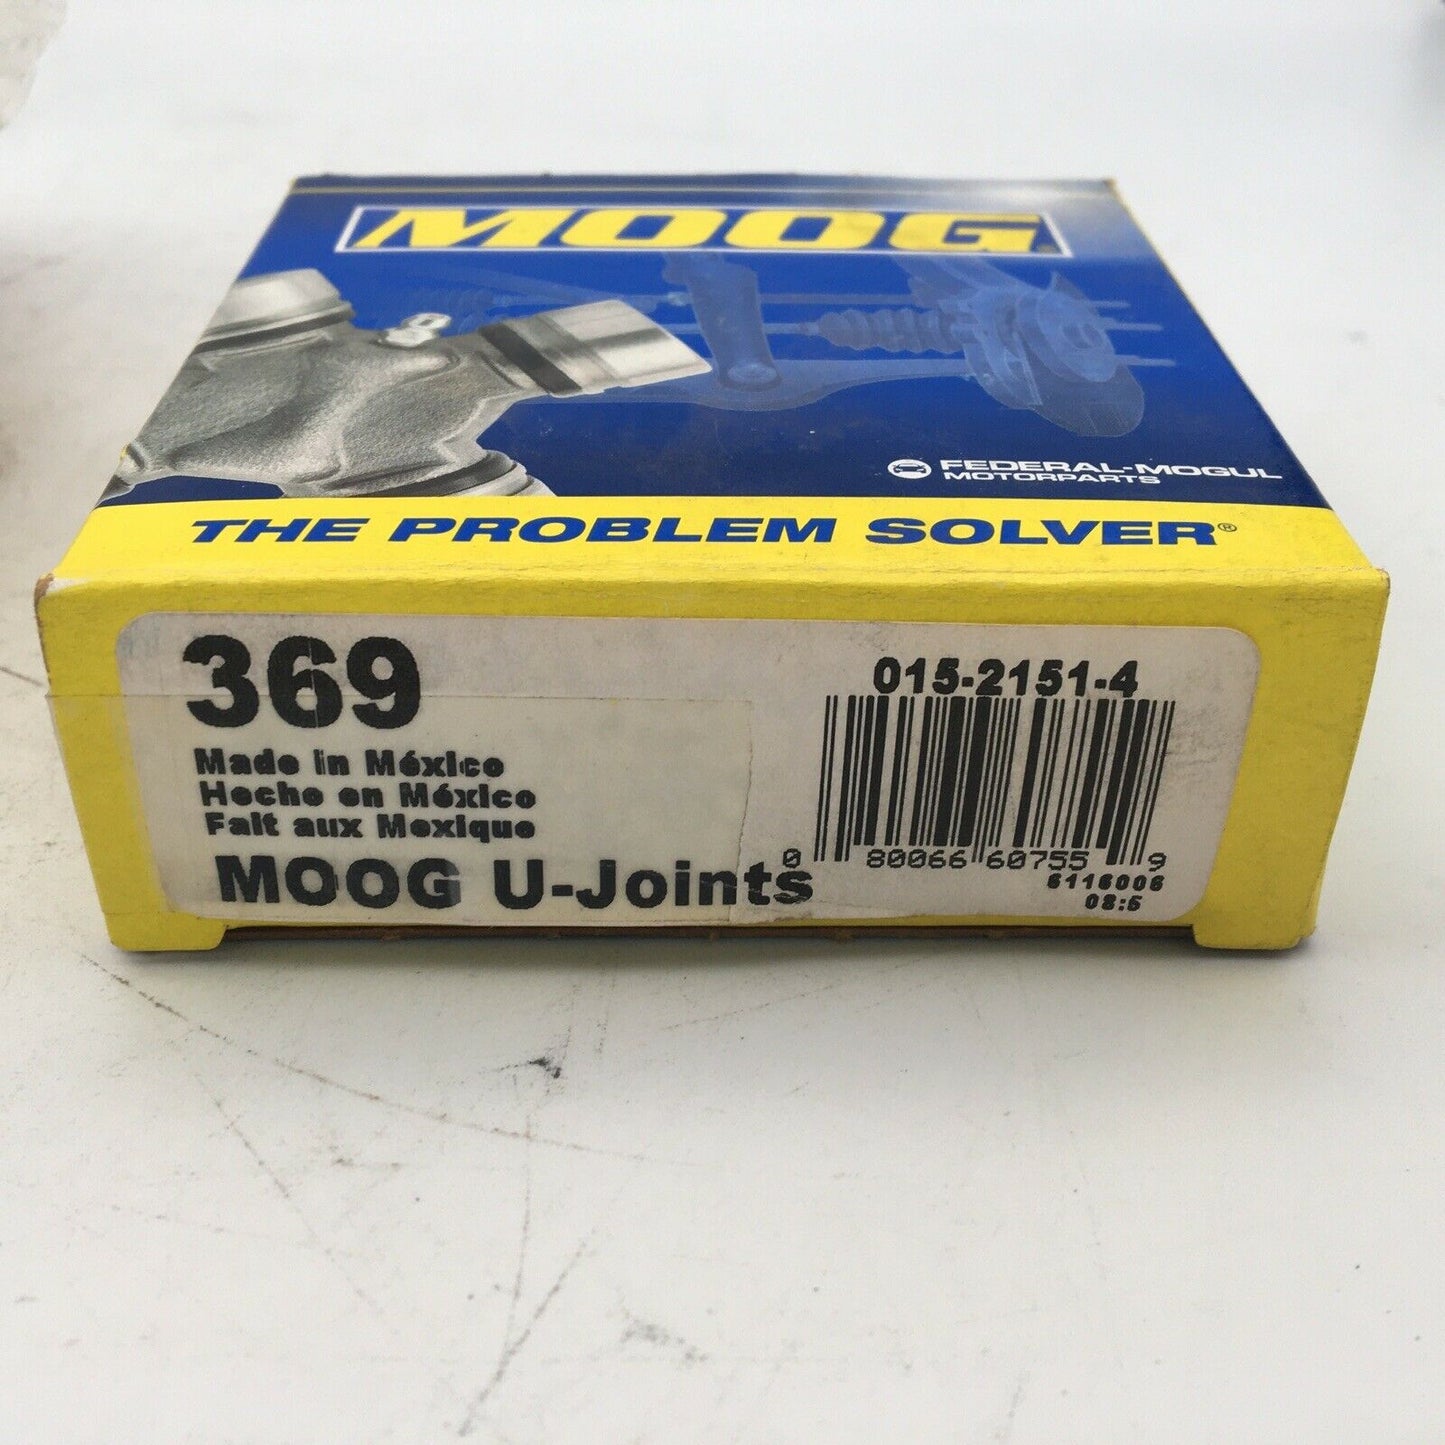 MOOG®
FEDERAL-MOGUL
MOTORPARTS
THE PROBLEM SOLVER®
369
015-2151-4
Made in México
Hecho en México
Fait aux Mexique
MOOG U-Joints
0 80066 60755 9
6116006
08:5